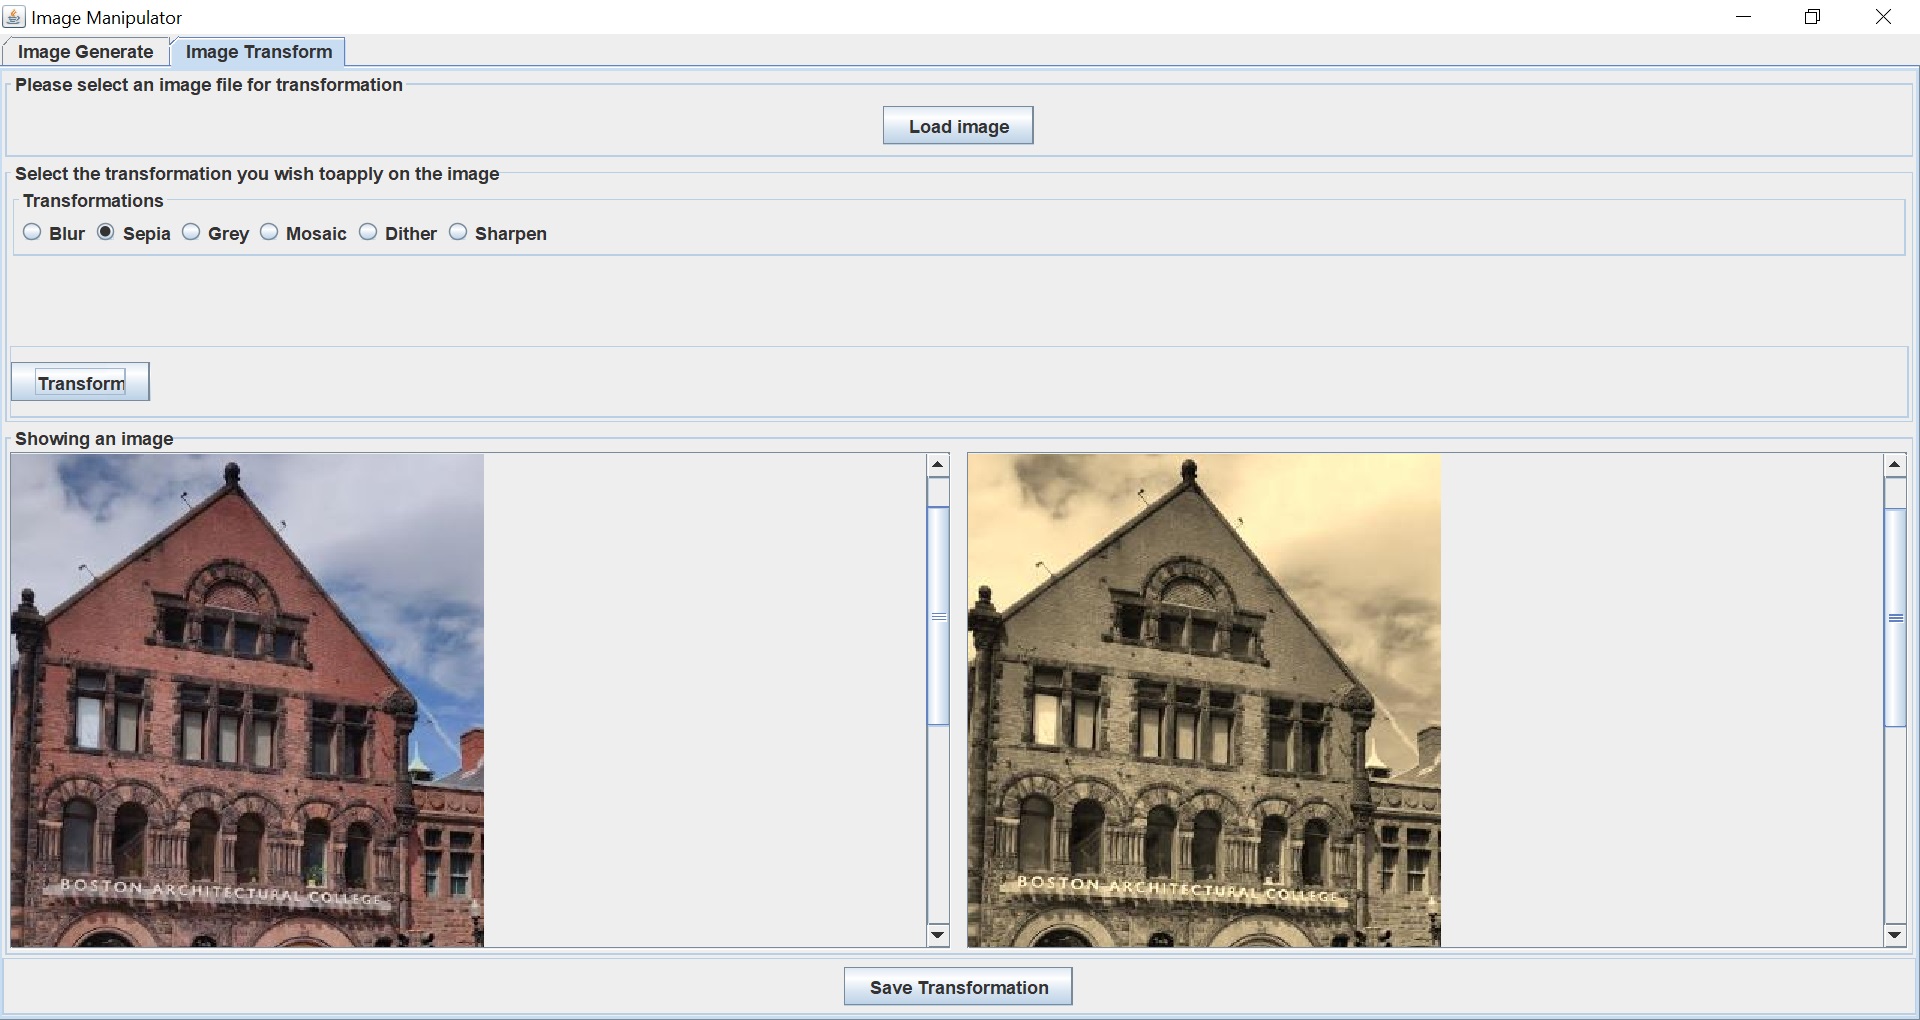 Image Manipulator
Image Generate Image Transform
Please select an image file for transformation
Load image
Select the transformation you wish toapply on the image
Transformations
Blur Sepia Grey Mosaic Dither Sharpen
Transform
Showing an image
BOSTON ARCHITECTURAL COLLEGE BOSTON ARCHITECTURAL COLLEGE
Save Transformation